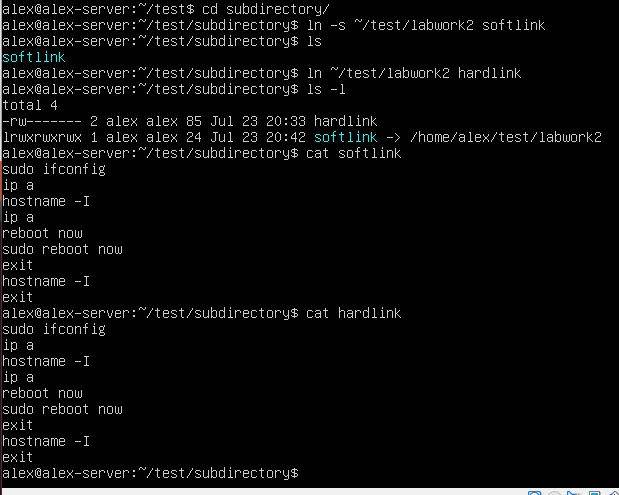 alex@alex-server:~/test$ cd subdirectory/
alex@alex-server:~/test/subdirectory$ ln -s ~/test/labwork2 softlink
alex@alex-server:~/test/subdirectory$ ls
softlink
alex@alex-server:~/test/subdirectory$ ln ~/test/labwork2 hardlink
alex@alex-server:~/test/subdirectory$ ls -l
total 4
-rw------- 2 alex alex 85 Jul 23 20:33 hardlink
lrwxrwxrwx 1 alex alex 24 Jul 23 20:42 softlink -> /home/alex/test/labwork2
alex@alex-server:~/test/subdirectory$ cat softlink
sudo ifconfig
ip a
hostname -I
ip a
reboot now
sudo reboot now
exit
hostname -I
exit
alex@alex-server:~/test/subdirectory$ cat hardlink
sudo ifconfig
ip a
hostname -I
ip a
reboot now
sudo reboot now
exit
hostname -I
exit
alex@alex-server:~/test/subdirectory$